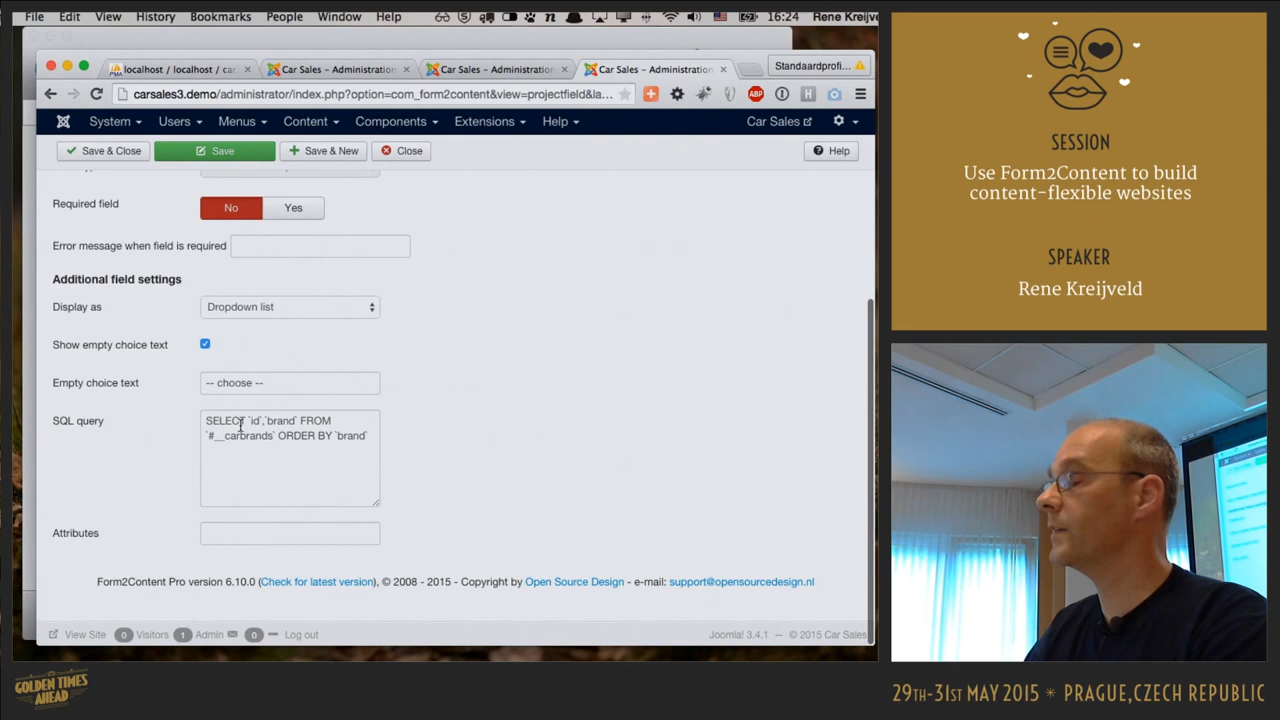 File Edit View History Bookmarks People Window Help 16:24 Rene Kreijve
localhost / localhost / car Car Sales – Administration Car Sales – Administration Car Sales – Administration Standaardprofi...
carsales3.demo/administrator/index.php?option=com_form2content&view=projectfield&la...
System Users Menus Content Components Extensions Help Car Sales
Save & Close Save Save & New Close Help
Required field No Yes
Error message when field is required
Additional field settings
Display as Dropdown list
Show empty choice text
Empty choice text -- choose --
SQL query SELECT `id`,`brand` FROM
`#__carbrands` ORDER BY `brand`
Attributes
Form2Content Pro version 6.10.0 (Check for latest version), © 2008 - 2015 - Copyright by Open Source Design - e-mail: support@opensourcedesign.nl
View Site 0 Visitors 1 Admin 0 Log out Joomla! 3.4.1 — © 2015 Car Sales
SESSION
Use Form2Content to build
content-flexible websites
SPEAKER
Rene Kreijveld
GOLDEN TIMES
AHEAD
29TH-31ST MAY 2015 * PRAGUE,CZECH REPUBLIC